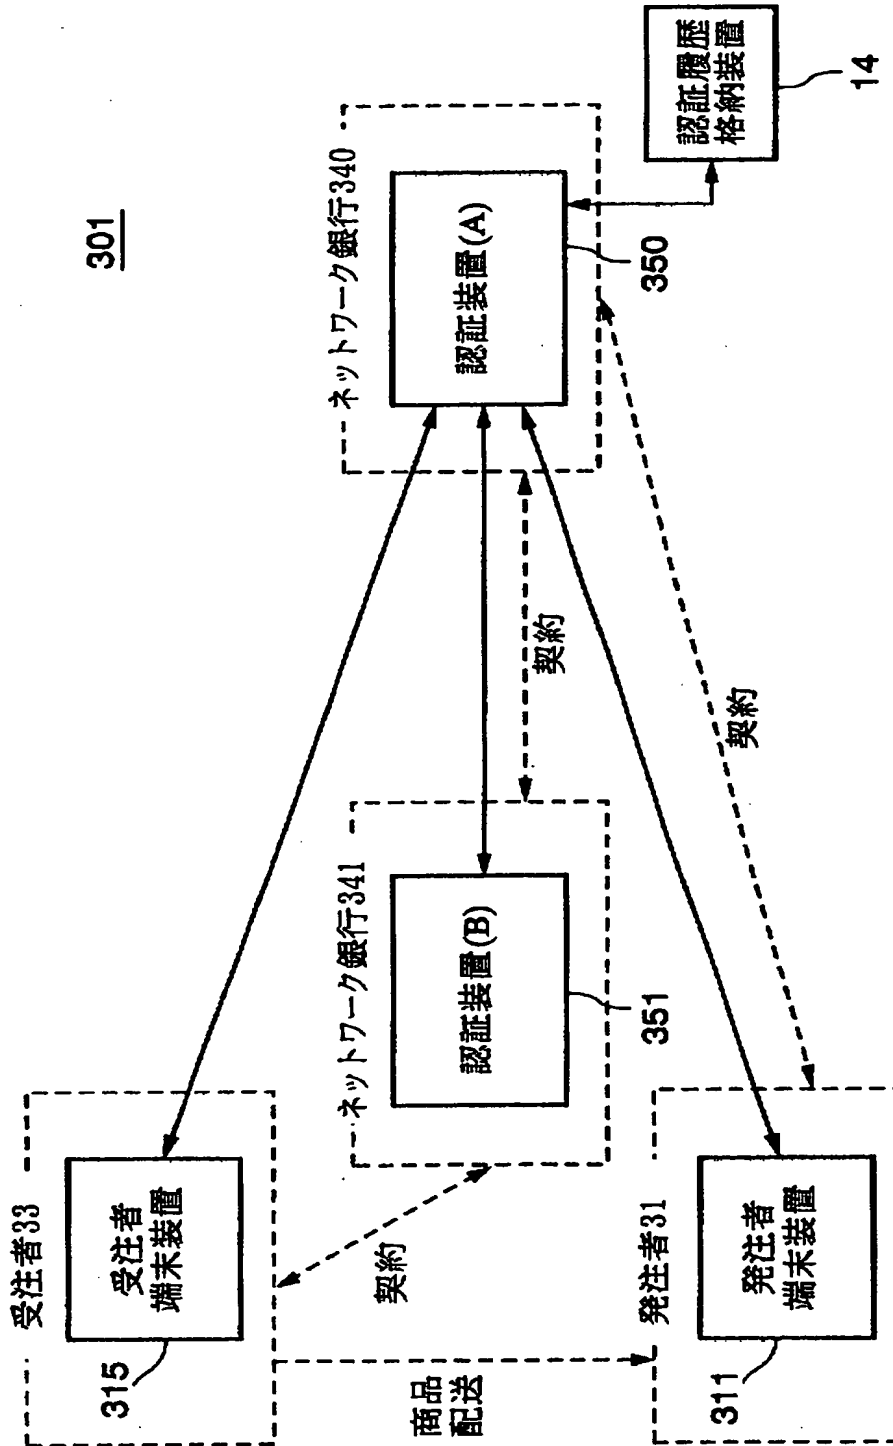 301
受注者33
受注者
端末装置
315
ネットワーク銀行341
認証装置(B)
351
ネットワーク銀行340
認証装置(A)
350
認証履歴
格納装置
14
契約
契約
契約
商品
配送
発注者31
発注者
端末装置
311